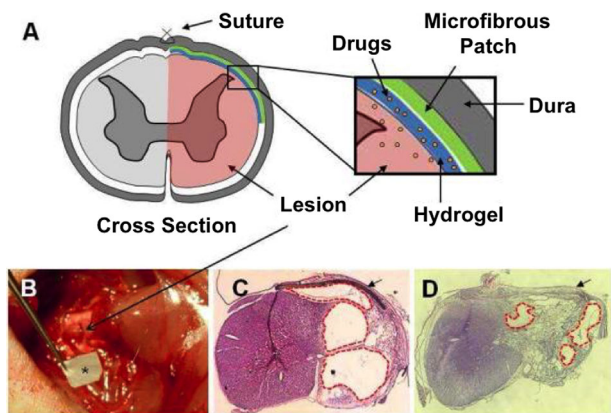 A
Suture
Drugs
Microfibrous
Patch
Dura
Lesion
Hydrogel
Cross Section
B
*
C
*
D